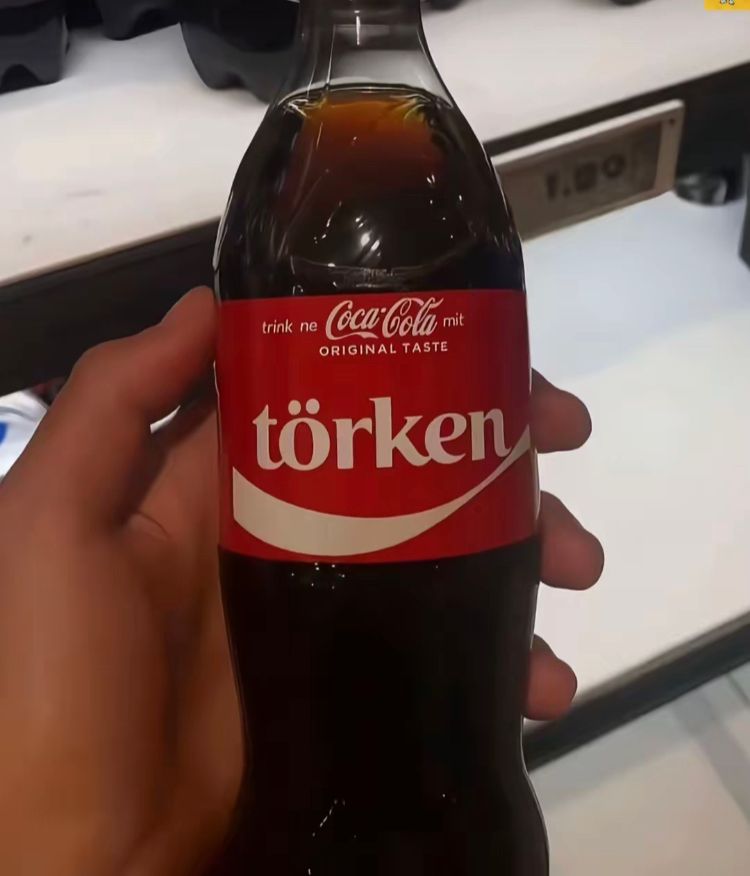 trink ne Coca-Cola mit
ORIGINAL TASTE
törken